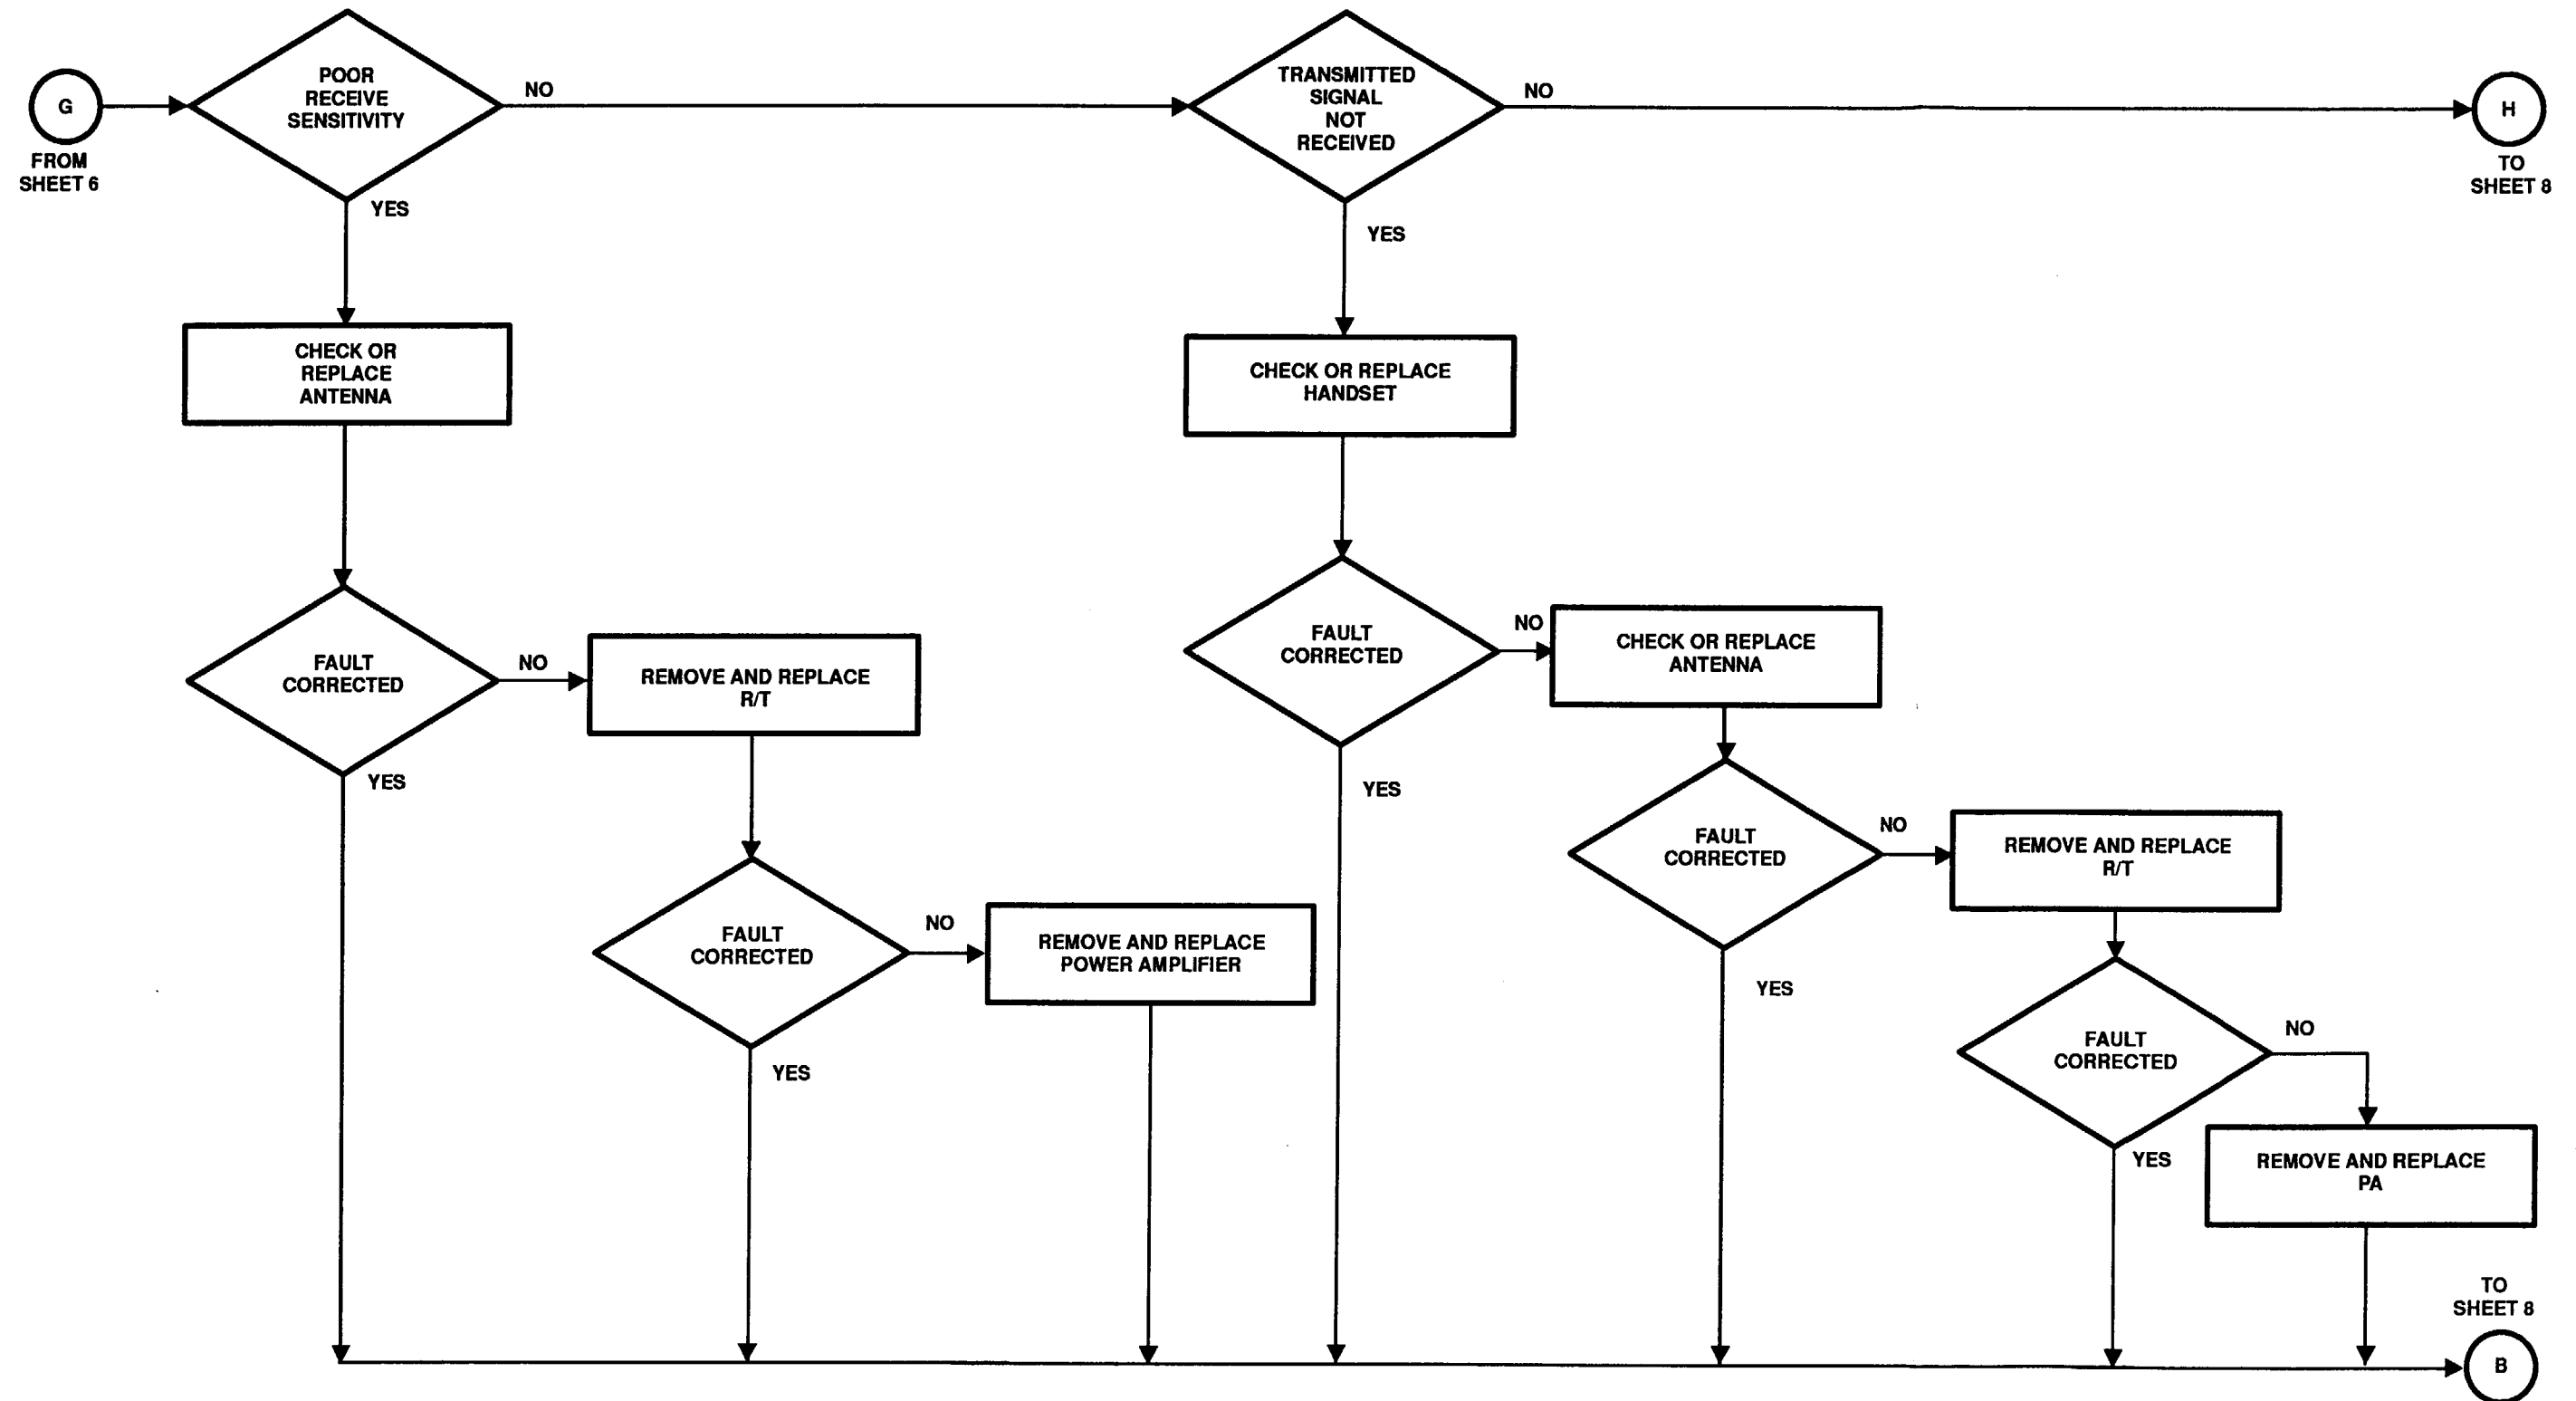 G
FROM
SHEET 6
POOR
RECEIVE
SENSITIVITY
NO
YES
TRANSMITTED
SIGNAL
NOT
RECEIVED
NO
YES
H
TO
SHEET 8
CHECK OR
REPLACE
ANTENNA
CHECK OR REPLACE
HANDSET
FAULT
CORRECTED
NO
YES
REMOVE AND REPLACE
R/T
FAULT
CORRECTED
NO
YES
REMOVE AND REPLACE
POWER AMPLIFIER
FAULT
CORRECTED
NO
YES
CHECK OR REPLACE
ANTENNA
FAULT
CORRECTED
NO
YES
REMOVE AND REPLACE
R/T
FAULT
CORRECTED
NO
YES
REMOVE AND REPLACE
PA
TO
SHEET 8
B